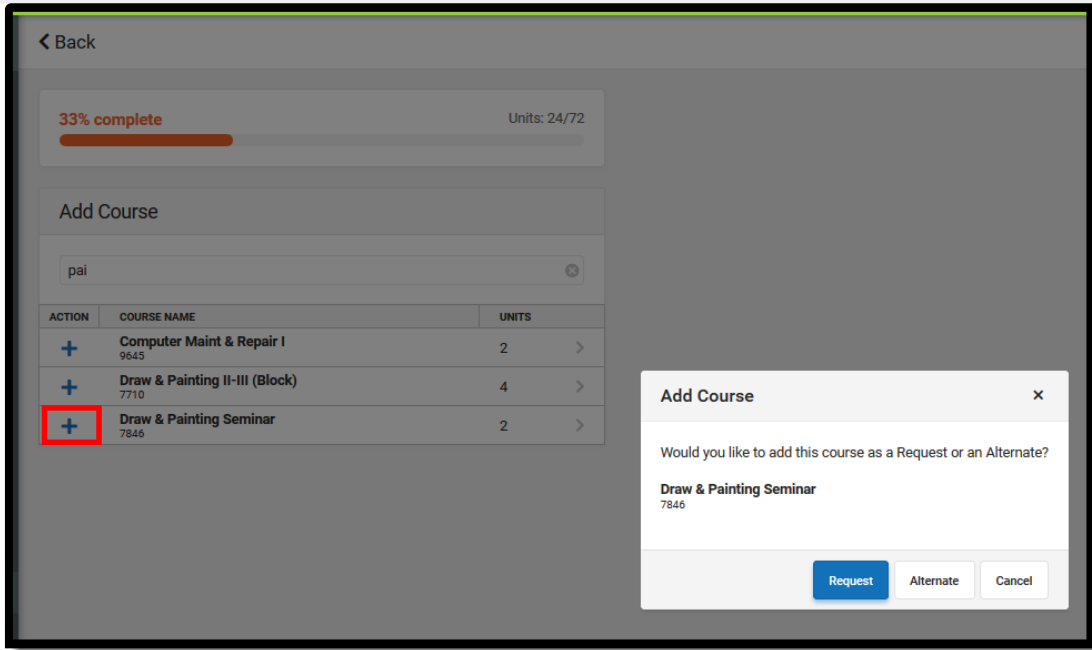 Back
33% complete Units: 24/72
Add Course
pai
ACTION COURSE NAME UNITS
Computer Maint & Repair I
9645
2
Draw & Painting II-III (Block)
7710
4
Draw & Painting Seminar
7846
2
Add Course
Would you like to add this course as a Request or an Alternate?
Draw & Painting Seminar
7846
Request Alternate Cancel